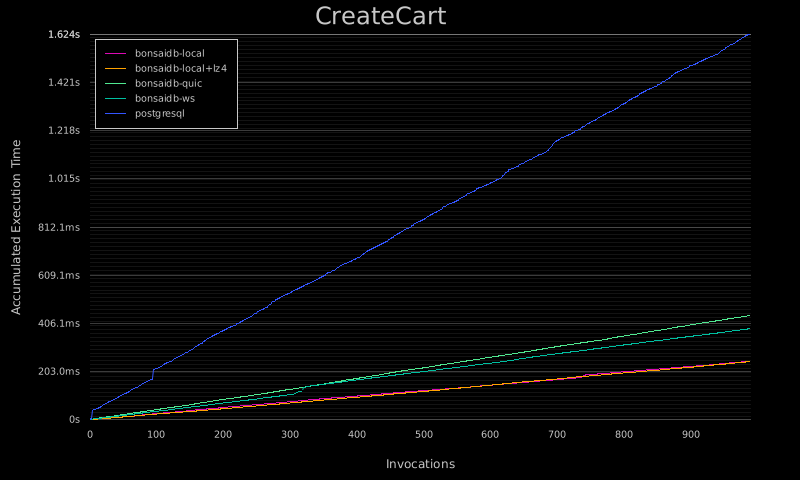 CreateCart
1.624s
bonsaidb-local
bonsaidb-local+lz4
bonsaidb-quic
bonsaidb-ws
postgresql
1.421s
1.218s
1.015s
812.1ms
609.1ms
406.1ms
203.0ms
0s
Accumulated Execution Time
0 100 200 300 400 500 600 700 800 900
Invocations